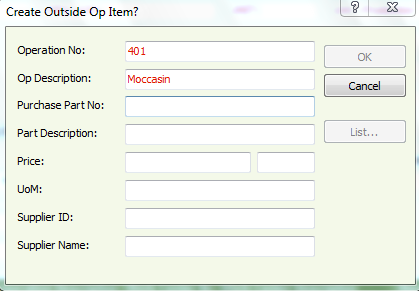 Create Outside Op Item?
Operation No: 401
Op Description: Moccasin
OK
Cancel
Purchase Part No:
Part Description:
List...
Price:
UoM:
Supplier ID:
Supplier Name: